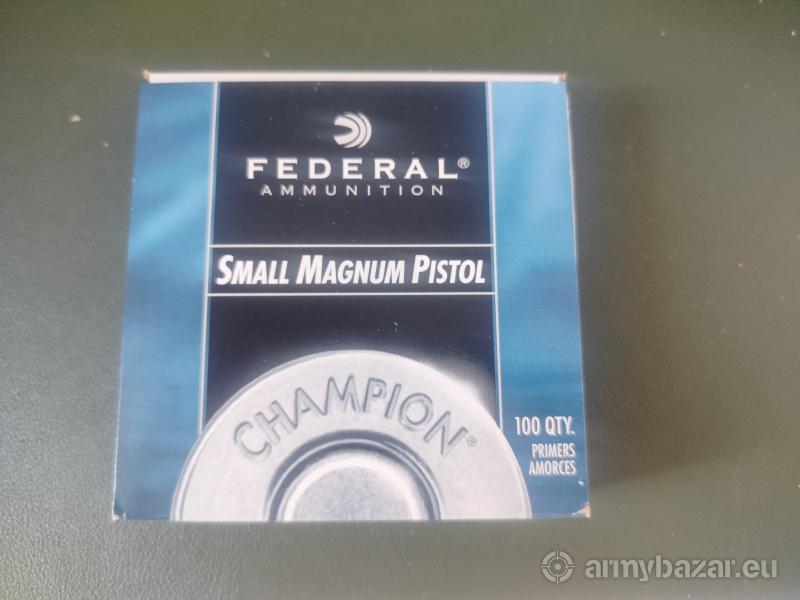 FEDERAL®
AMMUNITION
SMALL MAGNUM PISTOL
CHAMPION®
100 QTY.
PRIMERS
AMORCES
armybazar.eu